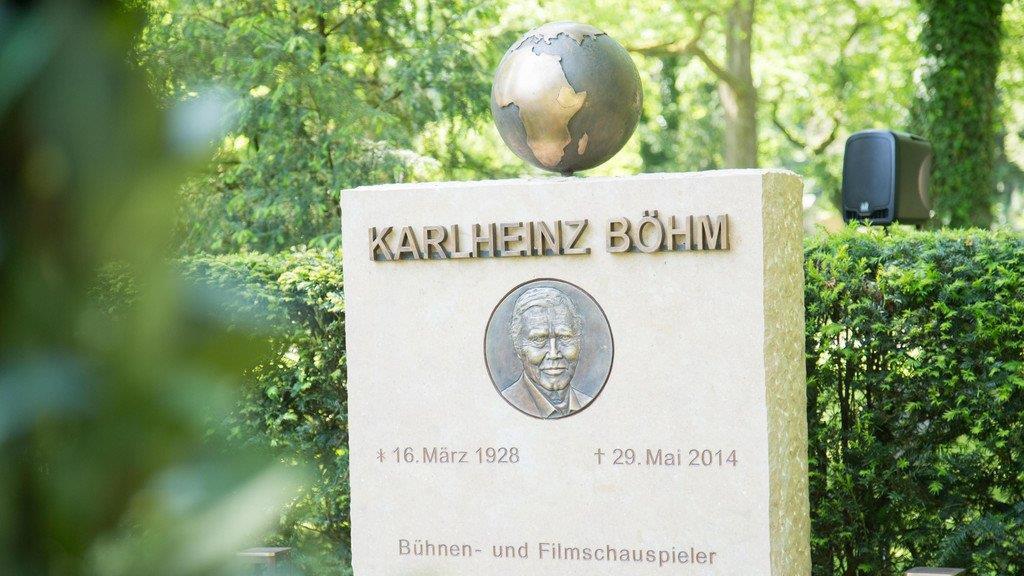 KARLHEINZ BÖHM
* 16. März 1928 † 29. Mai 2014
Bühnen- und Filmschauspieler